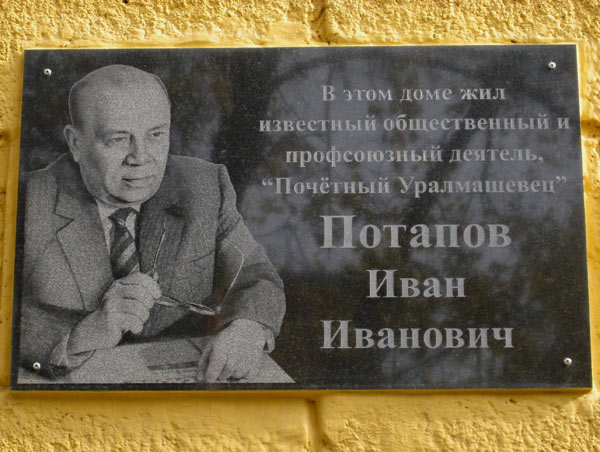 В этом доме жил
известный общественный и
профсоюзный деятель,
“Почётный Уралмашевец”
Потапов
Иван
Иванович